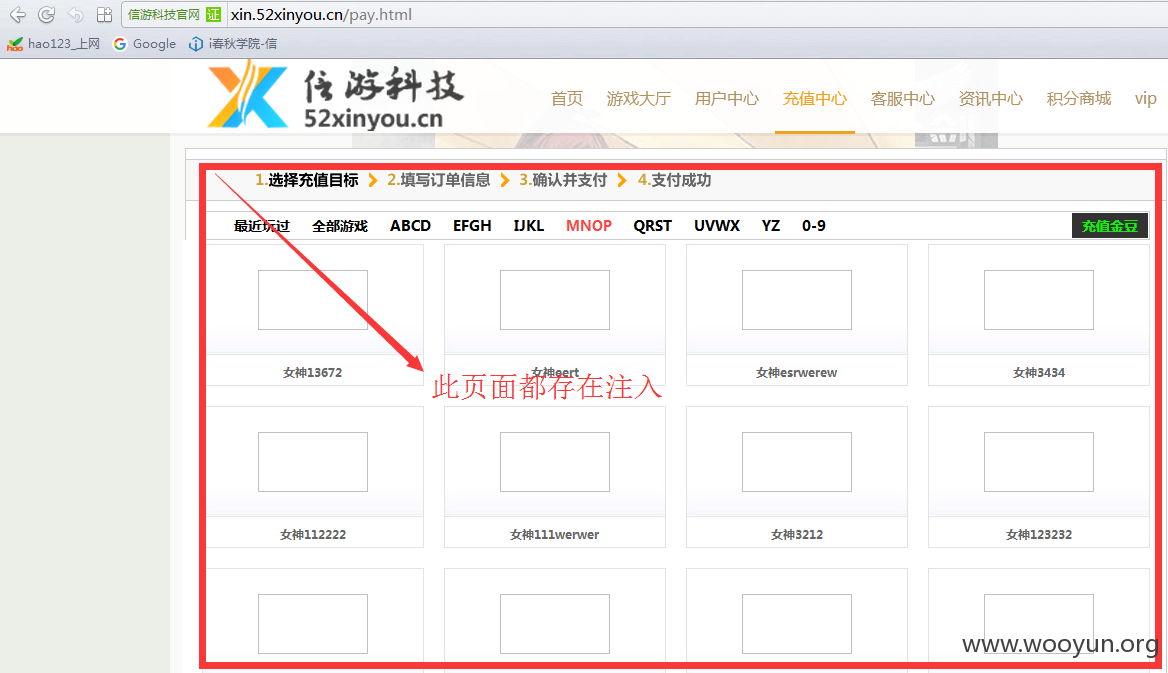 信游科技官网 证 xin.52xinyou.cn/pay.html
hao123_上网 Google i春秋学院-信
信游科技
52xinyou.cn
首页 游戏大厅 用户中心 充值中心 客服中心 资讯中心 积分商城 vip
1.选择充值目标 2.填写订单信息 3.确认并支付 4.支付成功
最近玩过 全部游戏 ABCD EFGH IJKL MNOP QRST UVWX YZ 0-9 充值金豆
女神13672 女神eert 女神esrwerew 女神3434
此页面都存在注入
女神112222 女神111werwer 女神3212 女神123232
www.wooyun.org